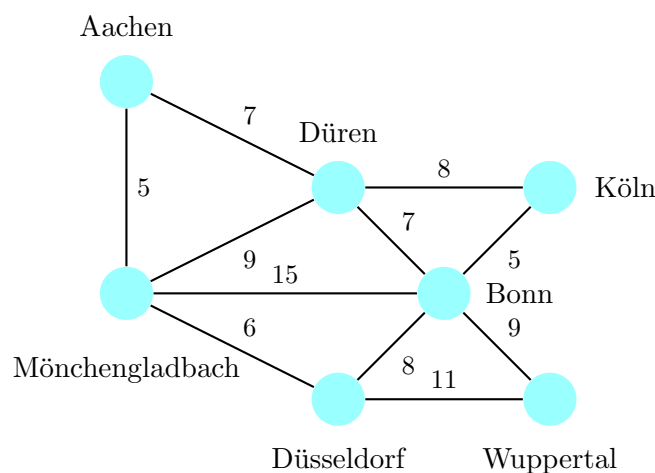 Aachen
7
Düren
8
5
Köln
7
9
5
15
Bonn
6
9
Mönchengladbach
8
11
Düsseldorf
Wuppertal